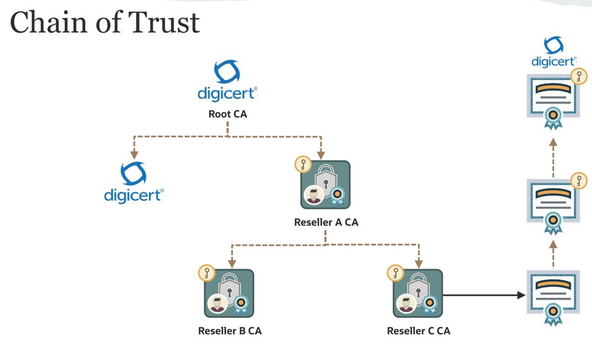 Chain of Trust
digicert®
digicert®
Root CA
digicert®
Reseller A CA
Reseller B CA
Reseller C CA